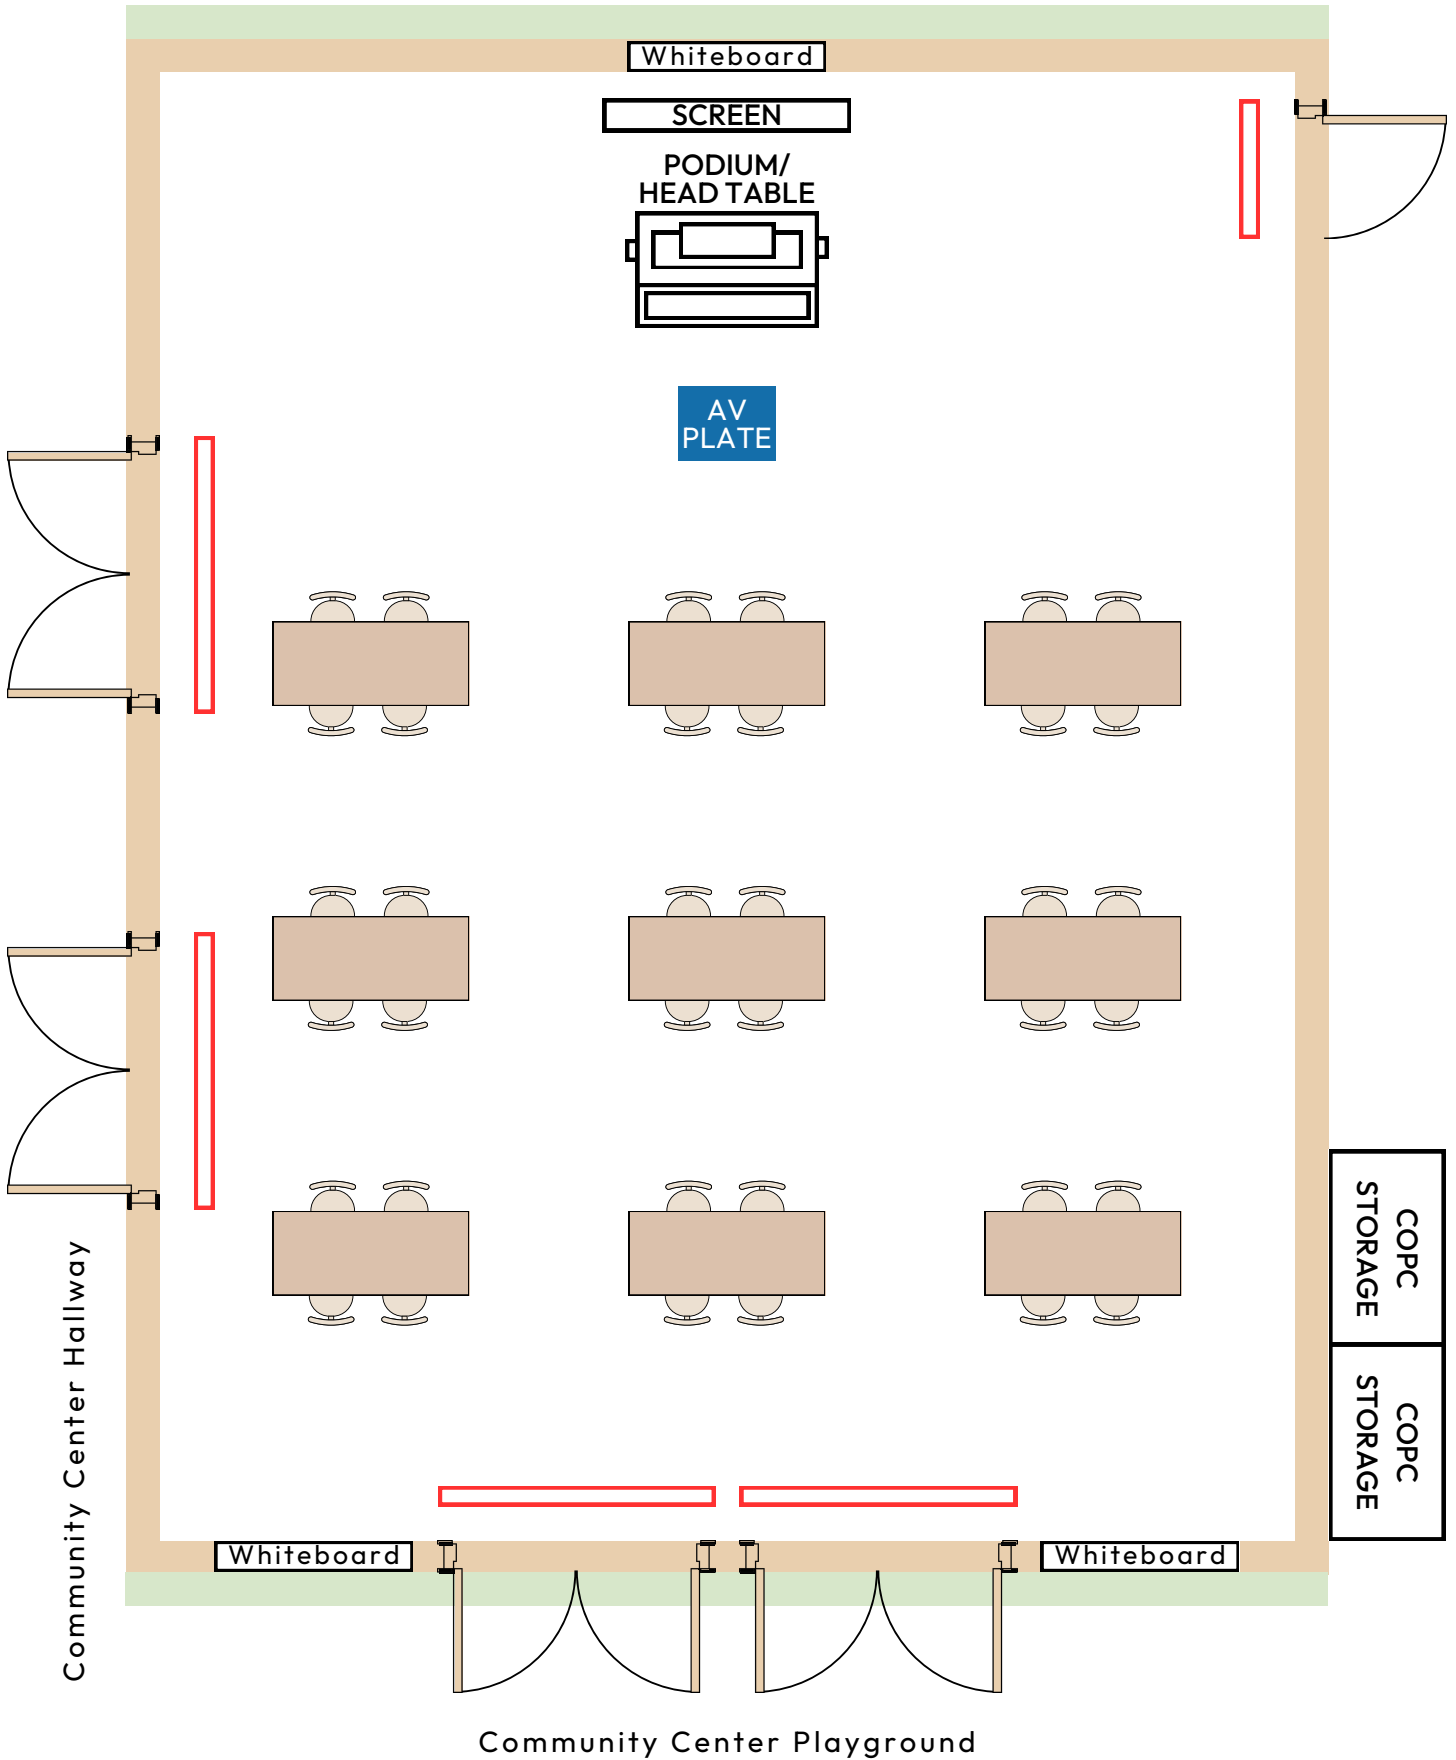 Whiteboard
SCREEN
PODIUM/
HEAD TABLE
AV
PLATE
Community Center Hallway
COPC
STORAGE
COPC
STORAGE
Whiteboard
Whiteboard
Community Center Playground